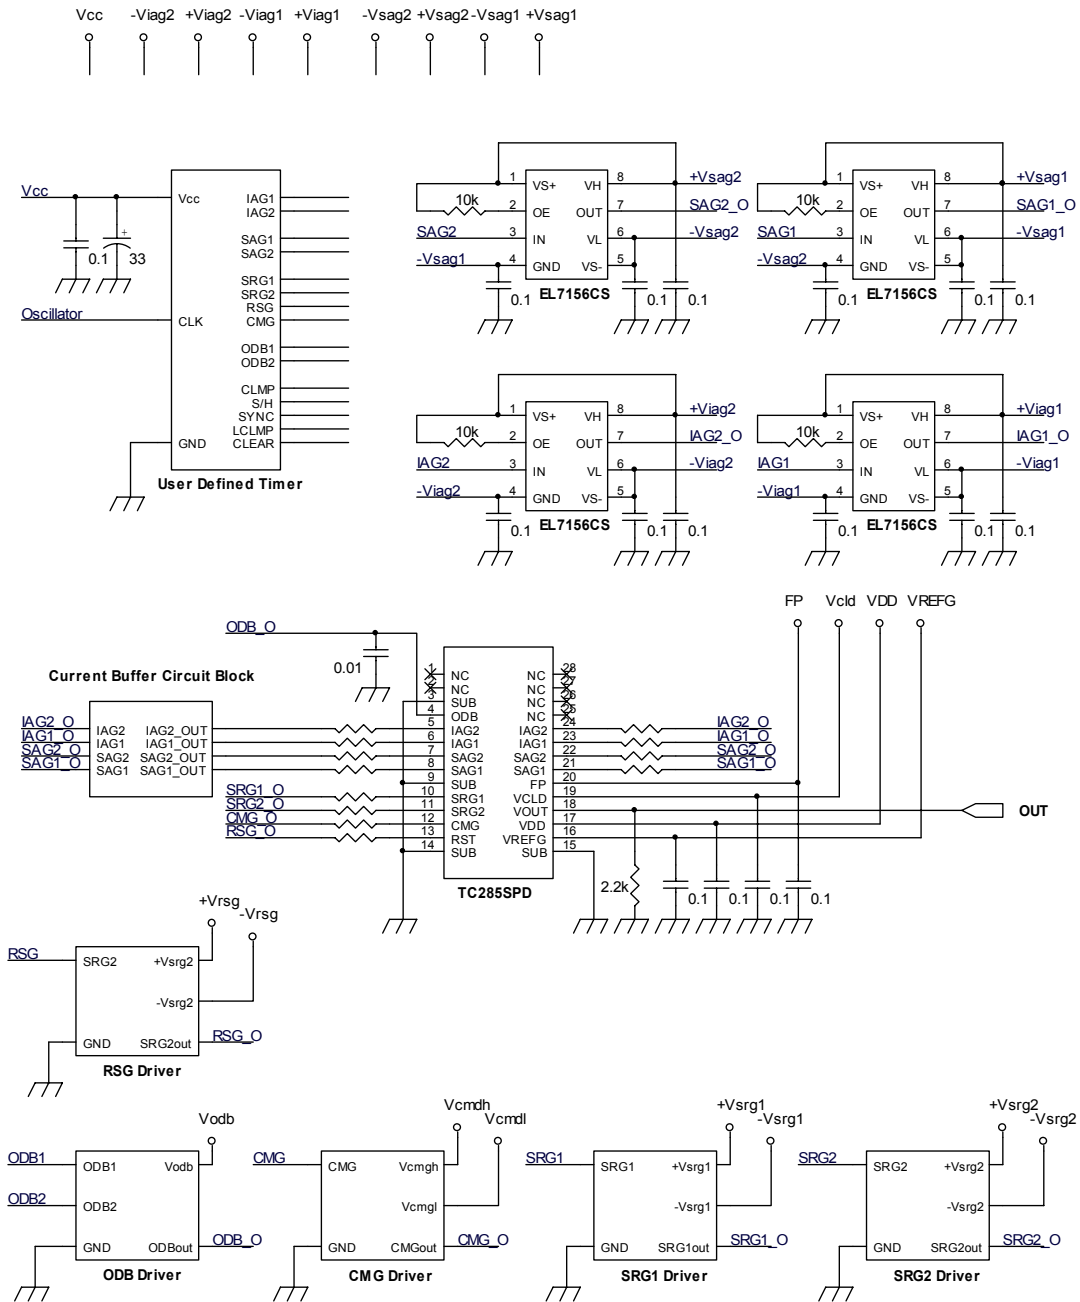 Vcc -Viag2 +Viag2 -Viag1 +Viag1 -Vsag2 +Vsag2 -Vsag1 +Vsag1
Vcc
Vcc
IAG1
IAG2
SAG1
SAG2
SRG1
SRG2
RSG
CMG
ODB1
ODB2
CLMP
S/H
SYNC
LCLMP
CLEAR
+
0.1 33
Oscillator
CLK
GND
User Defined Timer
1 VS+ VH 8 +Vsag2
10k
2 OE OUT 7 SAG2_O
SAG2 3 IN VL 6 -Vsag2
-Vsag1 4 GND VS- 5
EL7156CS
0.1 0.1 0.1
1 VS+ VH 8 +Vsag1
10k
2 OE OUT 7 SAG1_O
SAG1 3 IN VL 6 -Vsag1
-Vsag2 4 GND VS- 5
EL7156CS
0.1 0.1 0.1
1 VS+ VH 8 +Viag2
10k
2 OE OUT 7 IAG2_O
IAG2 3 IN VL 6 -Viag2
-Viag2 4 GND VS- 5
EL7156CS
0.1 0.1 0.1
1 VS+ VH 8 +Viag1
10k
2 OE OUT 7 IAG1_O
IAG1 3 IN VL 6 -Viag1
-Viag1 4 GND VS- 5
EL7156CS
0.1 0.1 0.1
FP Vcld VDD VREFG
ODB_O
0.01
Current Buffer Circuit Block
IAG2_O IAG2 IAG2_OUT
IAG1_O IAG1 IAG1_OUT
SAG2_O SAG2 SAG2_OUT
SAG1_O SAG1 SAG1_OUT
SRG1_O
SRG2_O
CMG_O
RSG_O
1 NC NC 28
2 NC NC 27
3 SUB NC 26
4 ODB NC 25
5 IAG2 IAG2 24 IAG2_O
6 IAG1 IAG1 23 IAG1_O
7 SAG2 SAG2 22 SAG2_O
8 SAG1 SAG1 21 SAG1_O
9 SUB FP 20
10 SRG1 VCLD 19
11 SRG2 VOUT 18
12 CMG VDD 17
13 RST VREFG 16
14 SUB SUB 15
TC285SPD
OUT
2.2k 0.1 0.1 0.1 0.1
+Vrsg
-Vrsg
RSG SRG2 +Vsrg2
-Vsrg2
GND SRG2out RSG_O
RSG Driver
Vodb
ODB1 ODB1 Vodb
ODB2 ODB2
GND ODBout ODB_O
ODB Driver
Vcmdh
Vcmdl
CMG CMG Vcmgh
Vcmgl
GND CMGout CMG_O
CMG Driver
+Vsrg1
-Vsrg1
SRG1 SRG1 +Vsrg1
-Vsrg1
GND SRG1out SRG1_O
SRG1 Driver
+Vsrg2
-Vsrg2
SRG2 SRG2 +Vsrg2
-Vsrg2
GND SRG2out SRG2_O
SRG2 Driver